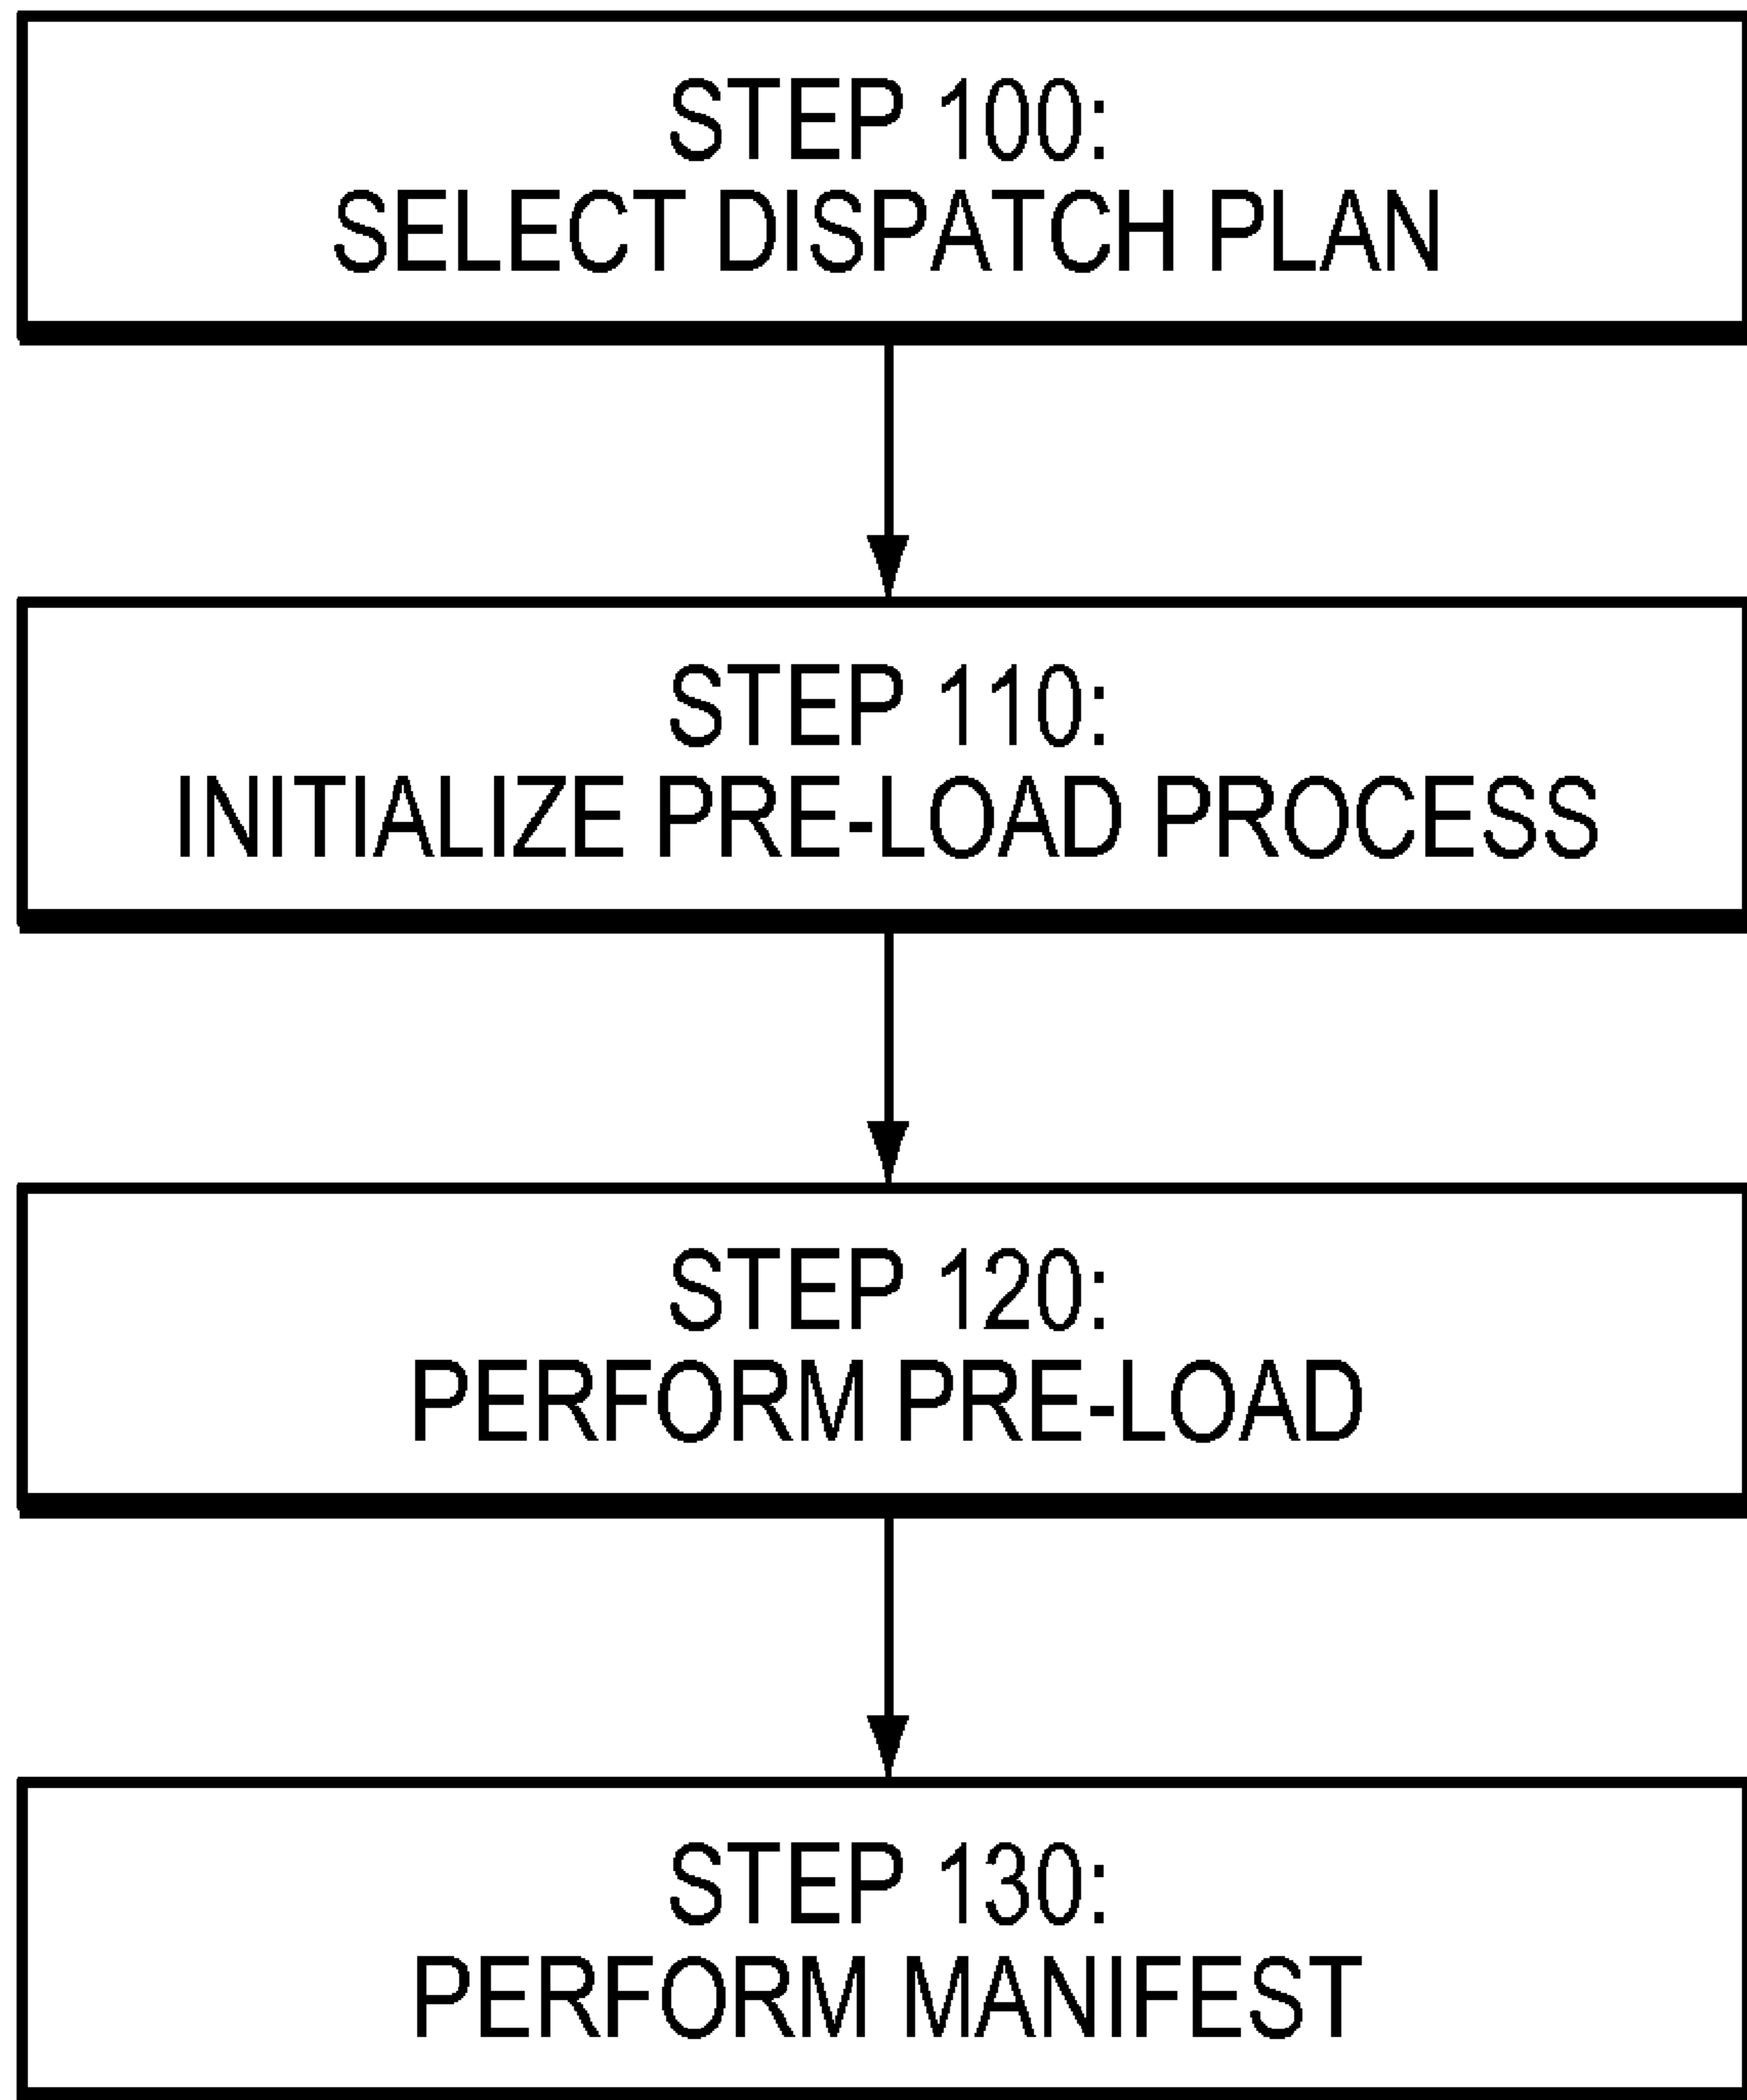 STEP 100:
SELECT DISPATCH PLAN
STEP 110:
INITIALIZE PRE-LOAD PROCESS
STEP 120:
PERFORM PRE-LOAD
STEP 130:
PERFORM MANIFEST